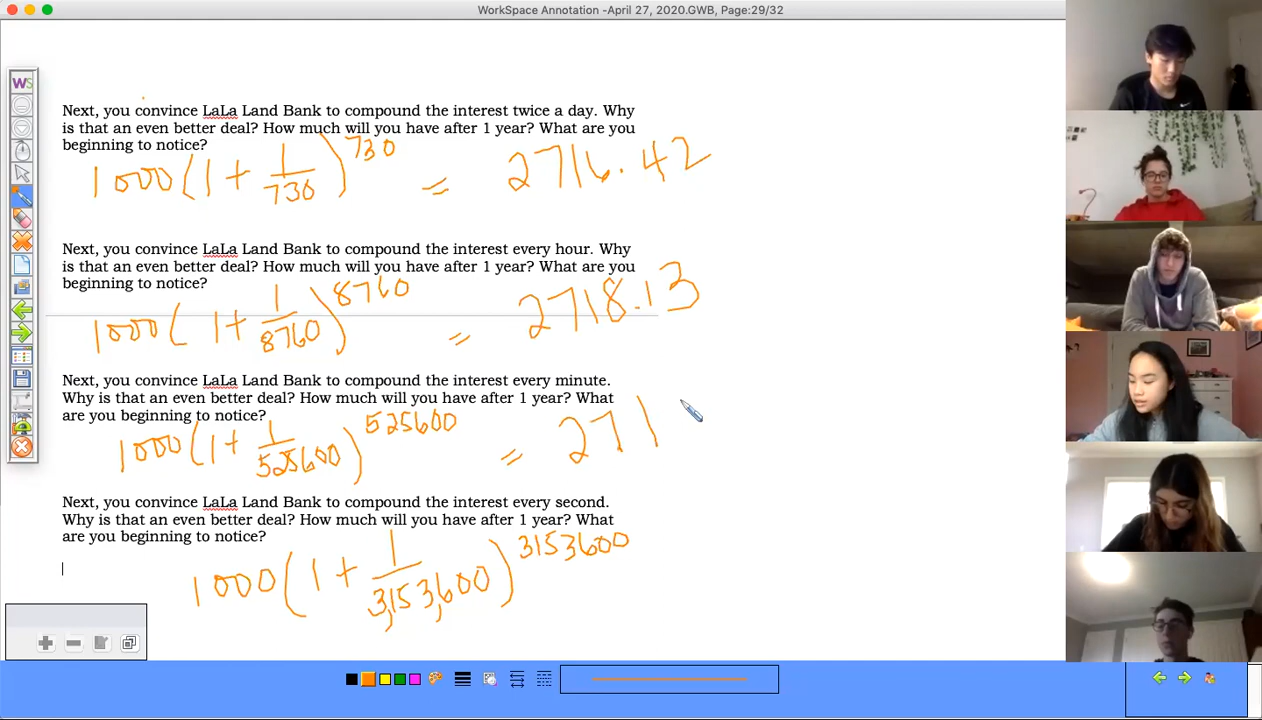 WorkSpace Annotation -April 27, 2020.GWB, Page:29/32
WS
Next, you convince LaLa Land Bank to compound the interest twice a day. Why
is that an even better deal? How much will you have after 1 year? What are you
beginning to notice?
1000(1 + 1/730)^730 = 2716.42
Next, you convince LaLa Land Bank to compound the interest every hour. Why
is that an even better deal? How much will you have after 1 year? What are you
beginning to notice?
1000(1 + 1/8760)^8760 = 2718.13
Next, you convince LaLa Land Bank to compound the interest every minute.
Why is that an even better deal? How much will you have after 1 year? What
are you beginning to notice?
1000(1 + 1/525600)^525600 = 271
Next, you convince LaLa Land Bank to compound the interest every second.
Why is that an even better deal? How much will you have after 1 year? What
are you beginning to notice?
1000(1 + 1/3,153,600)^3153600